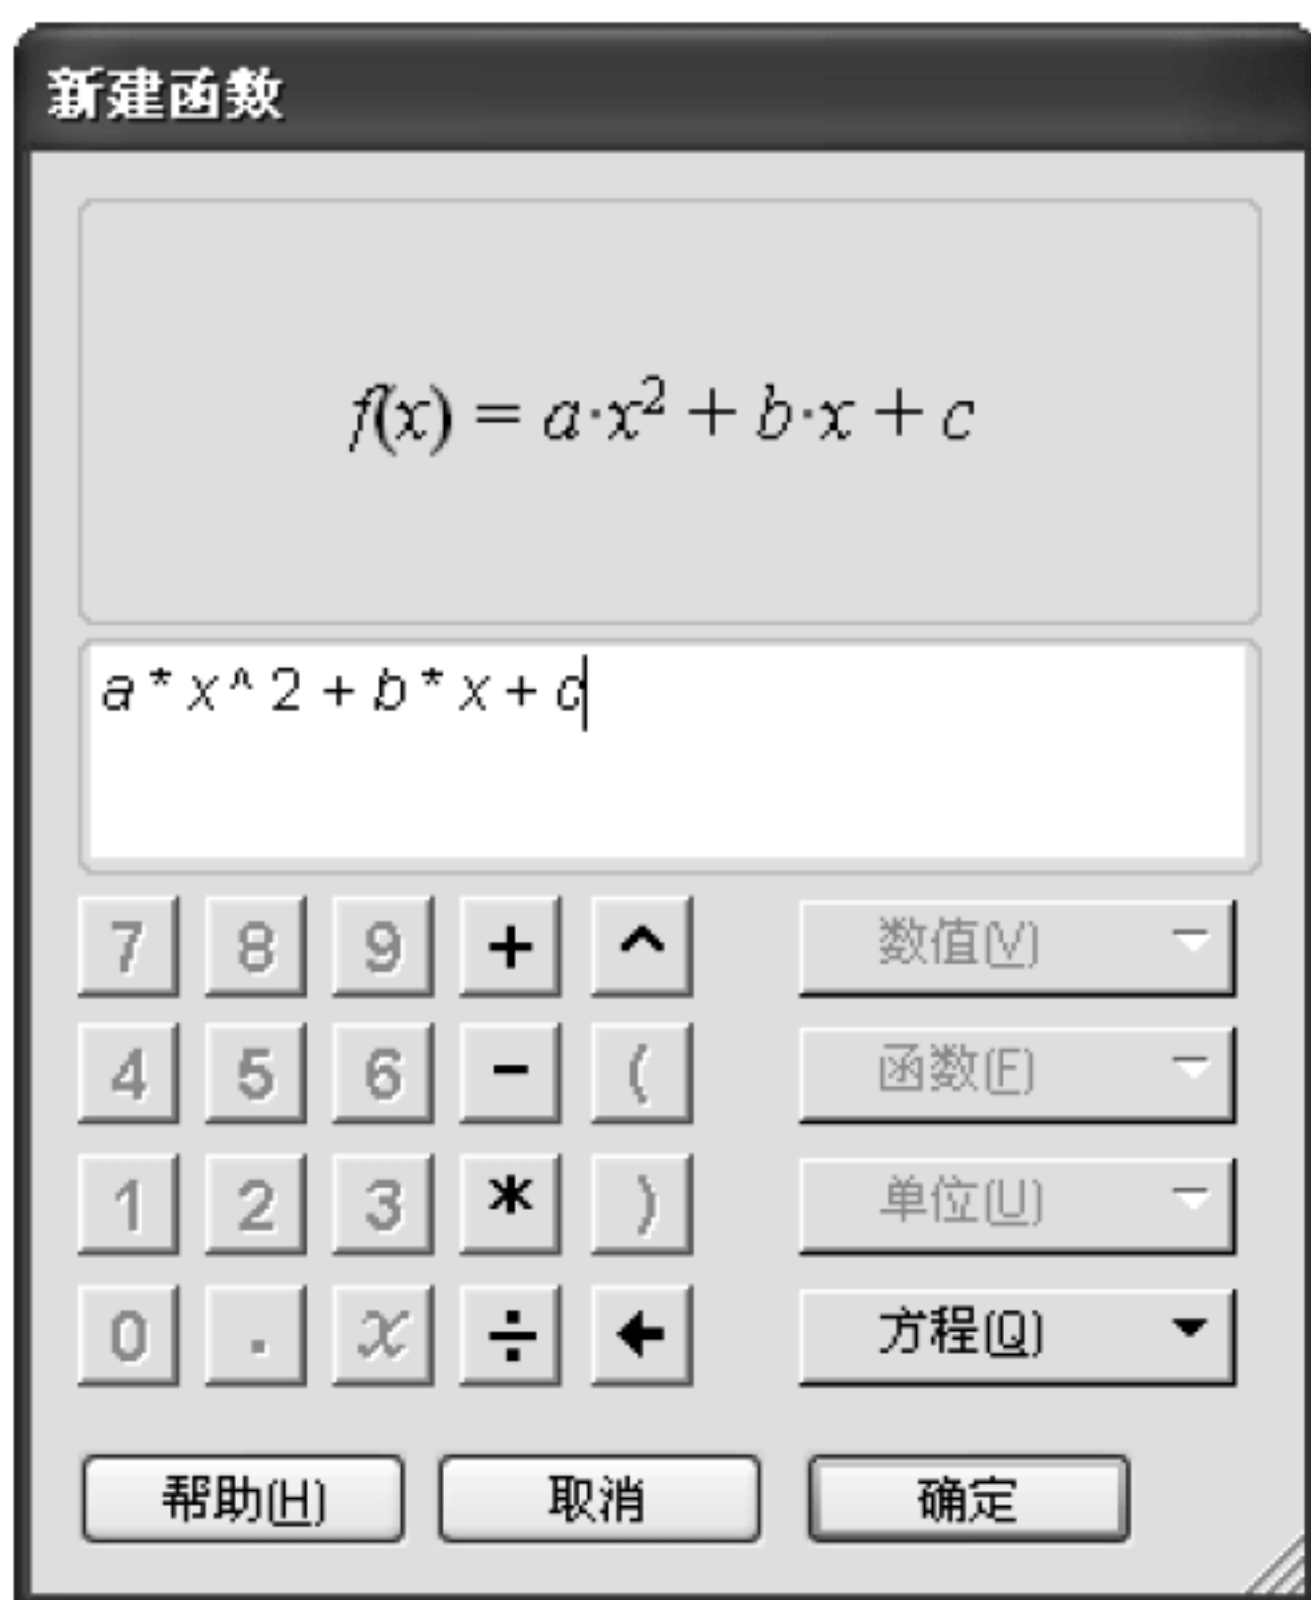 新建函数
f(x) = a·x² + b·x + c
a * x ^ 2 + b * x + c
7 8 9 + ^ 数值(V)
4 5 6 - ( 函数(F)
1 2 3 * ) 单位(U)
0 . x ÷ ← 方程(Q)
帮助(H) 取消 确定